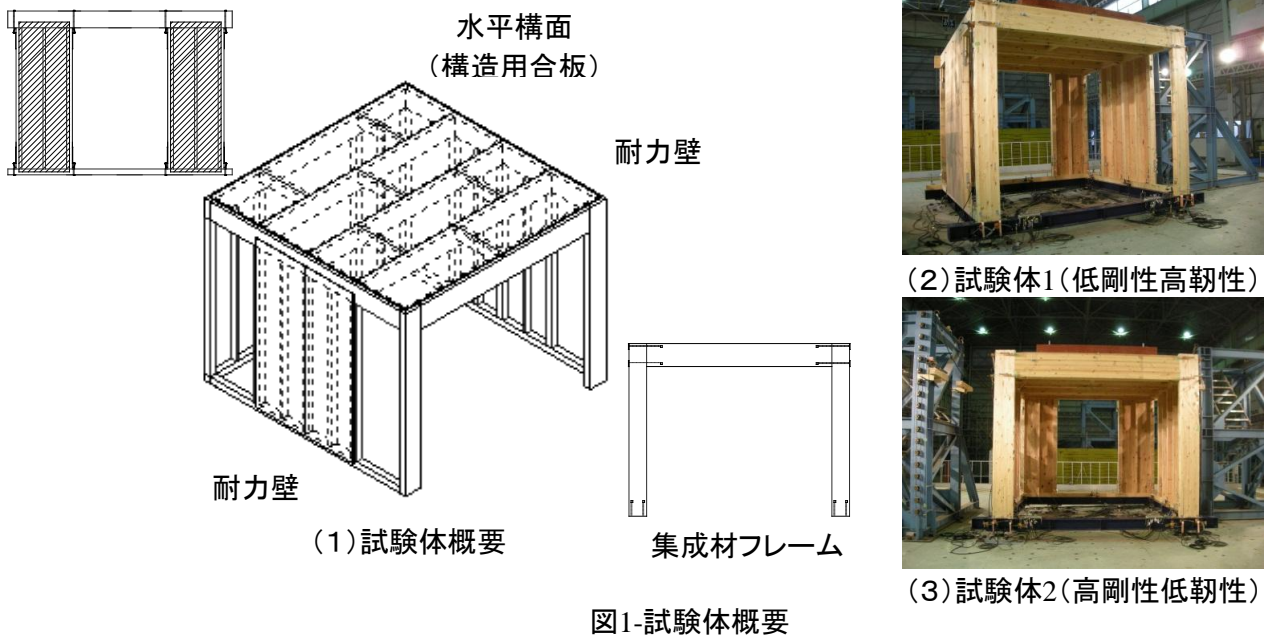 水平構面
(構造用合板)
耐力壁
耐力壁
(1)試験体概要
集成材フレーム
(2)試験体1(低剛性高靭性)
(3)試験体2(高剛性低靭性)
図1-試験体概要